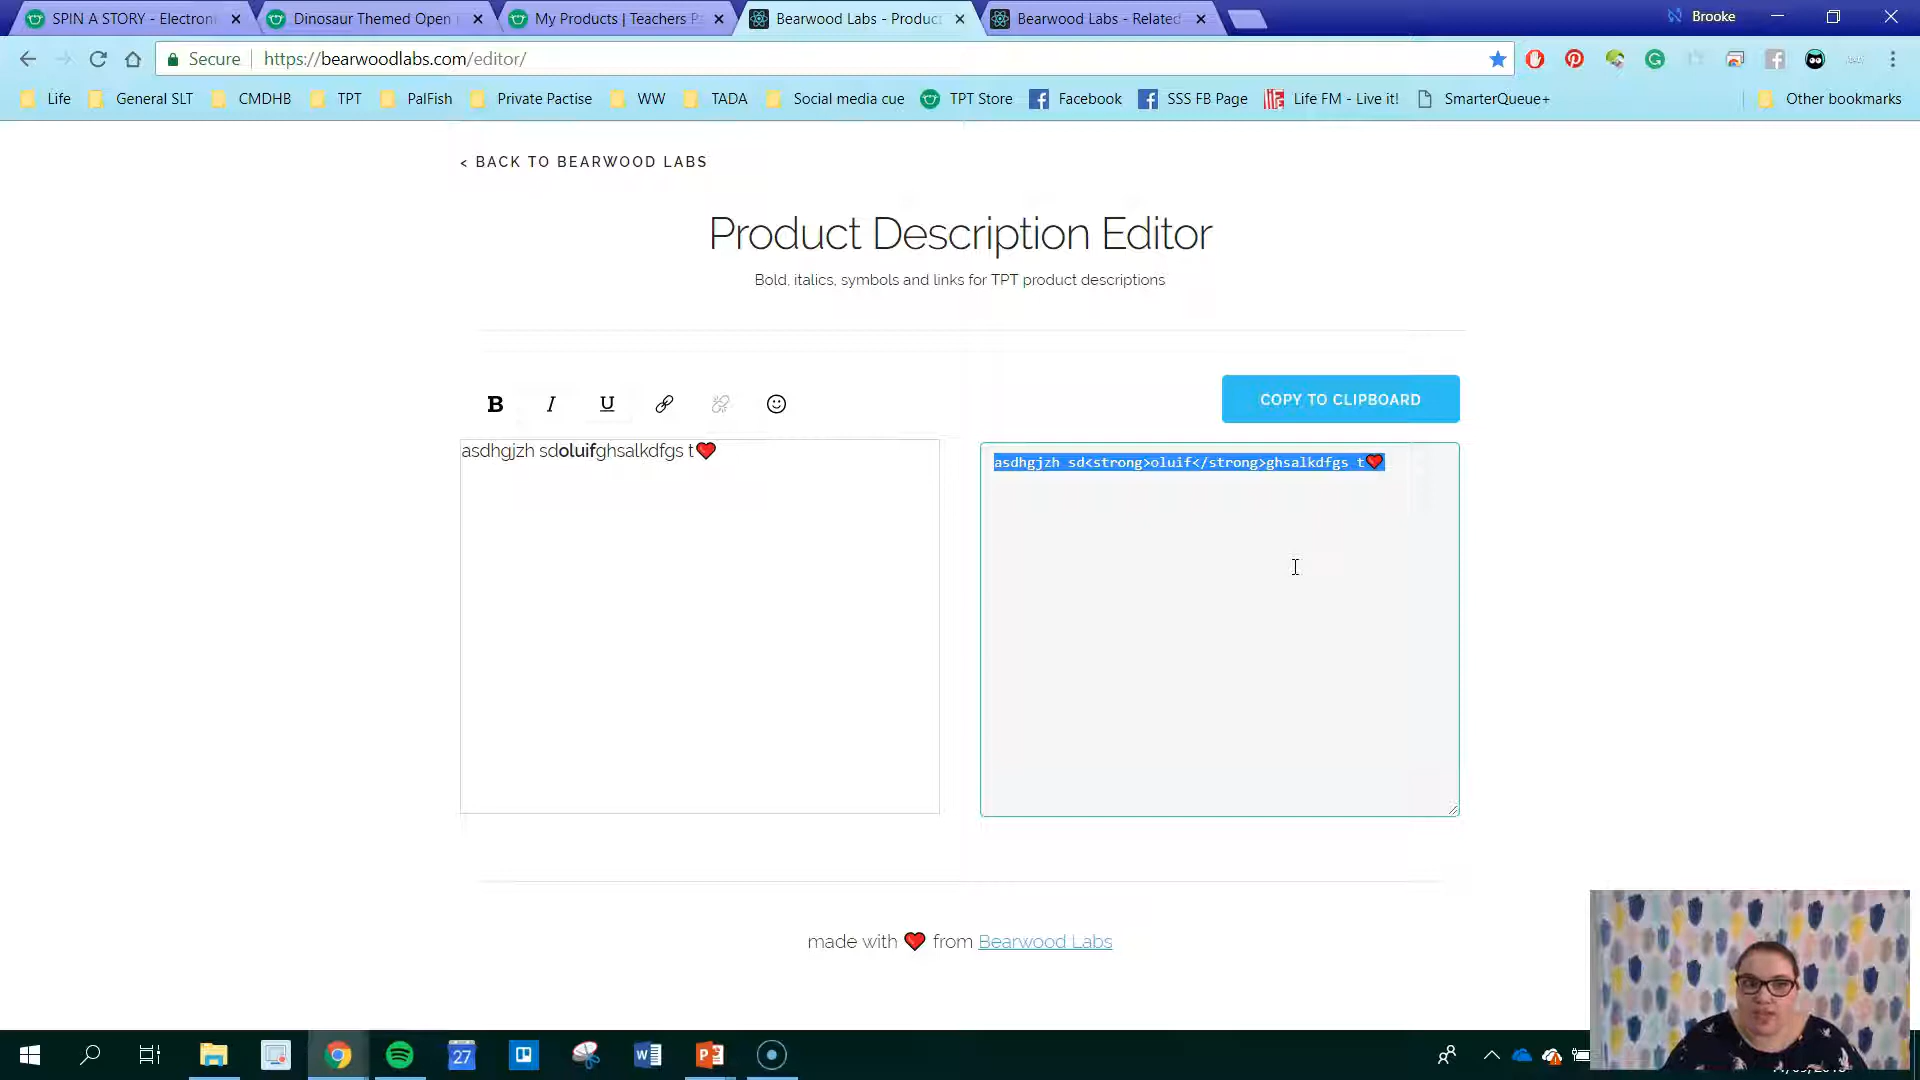 SPIN A STORY - Electron
Dinosaur Themed Open
My Products | Teachers P
Bearwood Labs - Produc
Bearwood Labs - Related
Brooke
Secure
https://bearwoodlabs.com/editor/
Life
General SLT
CMDHB
TPT
PalFish
Private Pactise
WW
TADA
Social media cue
TPT Store
Facebook
SSS FB Page
Life FM - Live it!
SmarterQueue+
Other bookmarks
< BACK TO BEARWOOD LABS
Product Description Editor
Bold, italics, symbols and links for TPT product descriptions
B I U
COPY TO CLIPBOARD
asdhgjzh sdoluifghsalkdfgs t❤️
asdhgjzh sd<strong>oluif</strong>ghsalkdfgs t❤️
made with ❤️ from Bearwood Labs
27